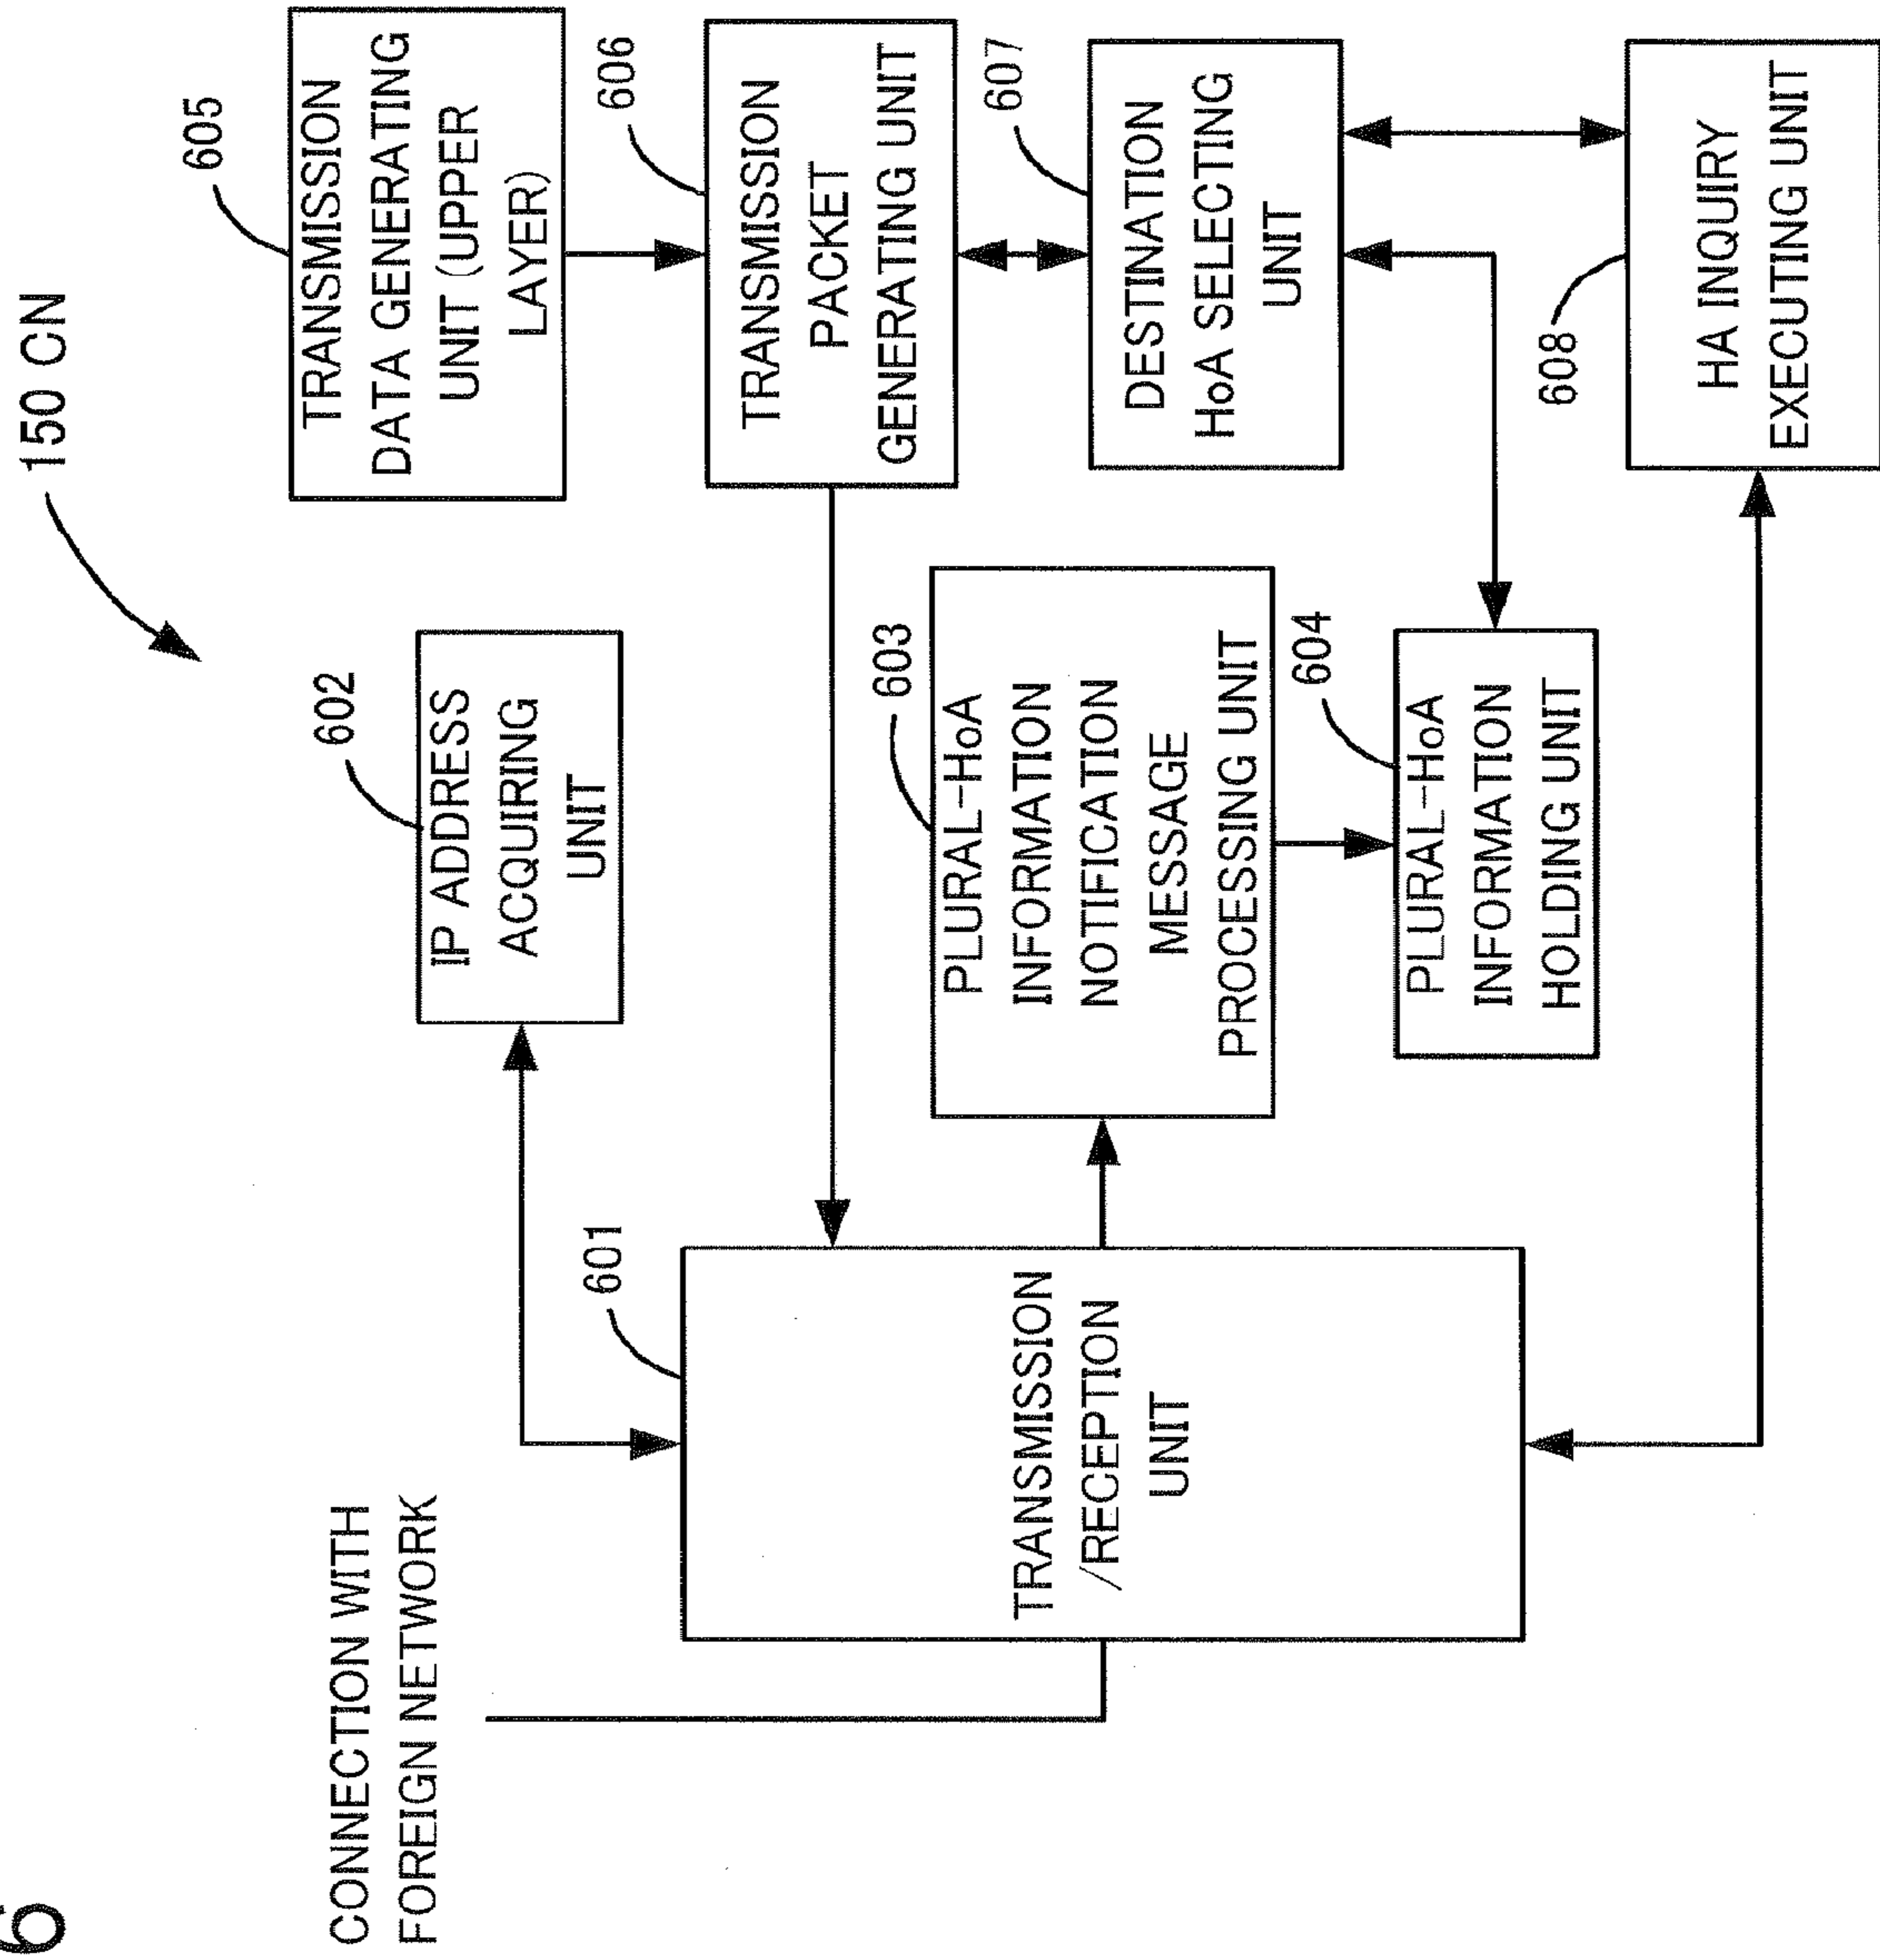 6
150 CN
CONNECTION WITH
FOREIGN NETWORK
601
TRANSMISSION
/RECEPTION
UNIT
602
IP ADDRESS
ACQUIRING
UNIT
603
PLURAL-HoA
INFORMATION
NOTIFICATION
MESSAGE
PROCESSING UNIT
604
PLURAL-HoA
INFORMATION
HOLDING UNIT
605
TRANSMISSION
DATA GENERATING
UNIT (UPPER
LAYER)
606
TRANSMISSION
PACKET
GENERATING UNIT
607
DESTINATION
HoA SELECTING
UNIT
608
HA INQUIRY
EXECUTING UNIT